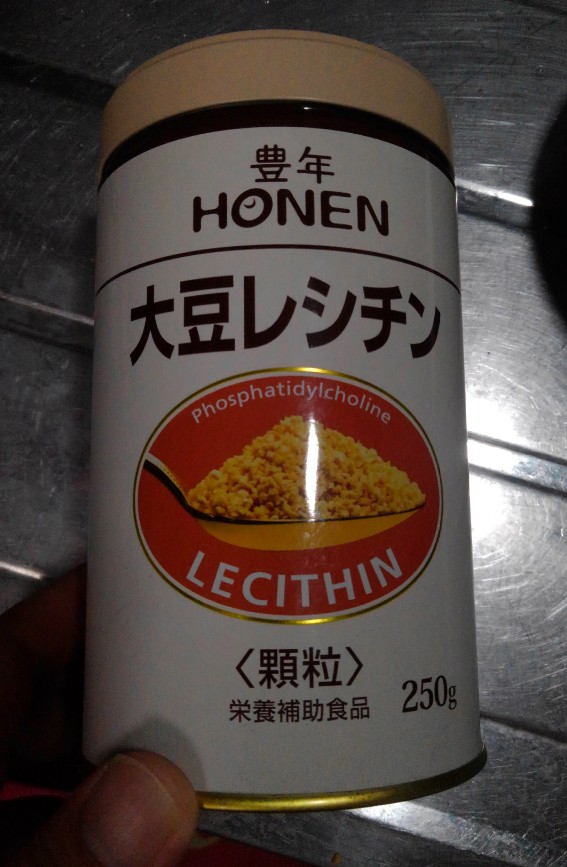 豊年
HONEN
大豆レシチン
Phosphatidylcholine
LECITHIN
〈顆粒〉
栄養補助食品 250g